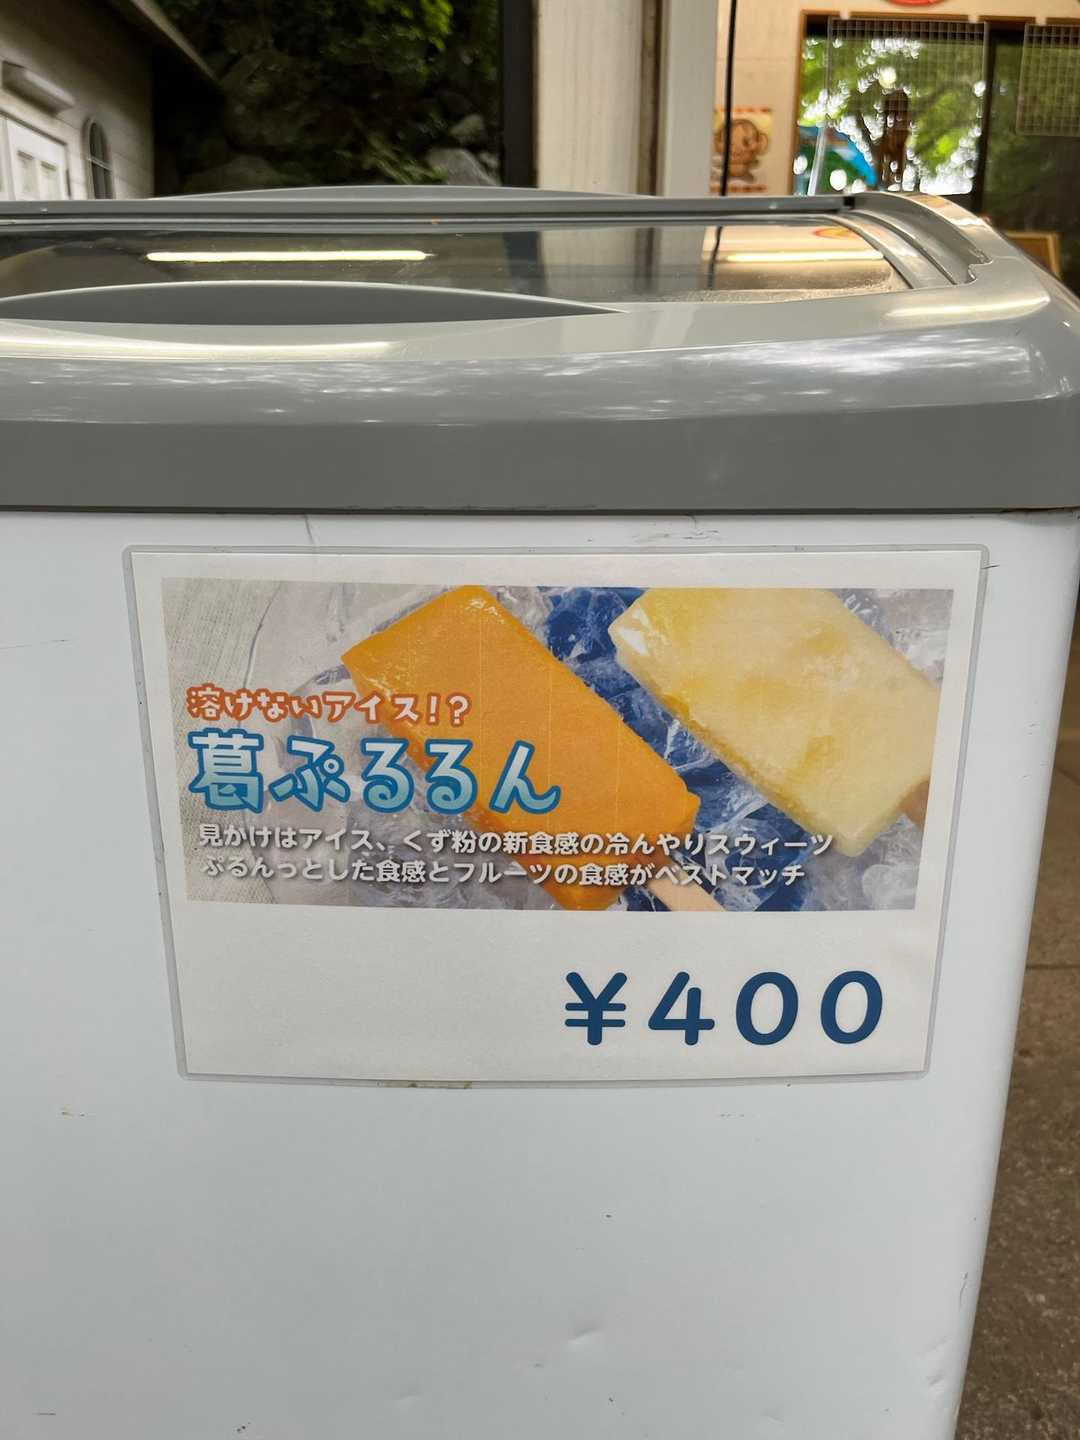 溶けないアイス!?
葛ぷるるん
見かけはアイス、くず粉の新食感の冷んやりスウィーツ
ぷるんっとした食感とフルーツの食感がベストマッチ
¥400